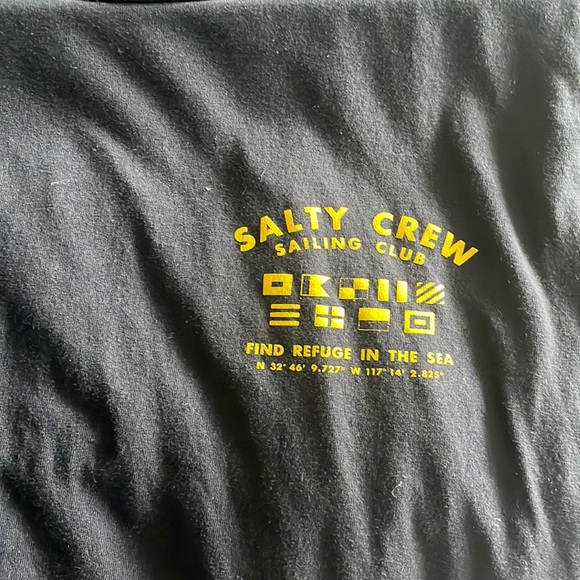 SALTY CREW
SAILING CLUB
FIND REFUGE IN THE SEA
N 32° 46' 9.727" W 117° 14' 2.825"